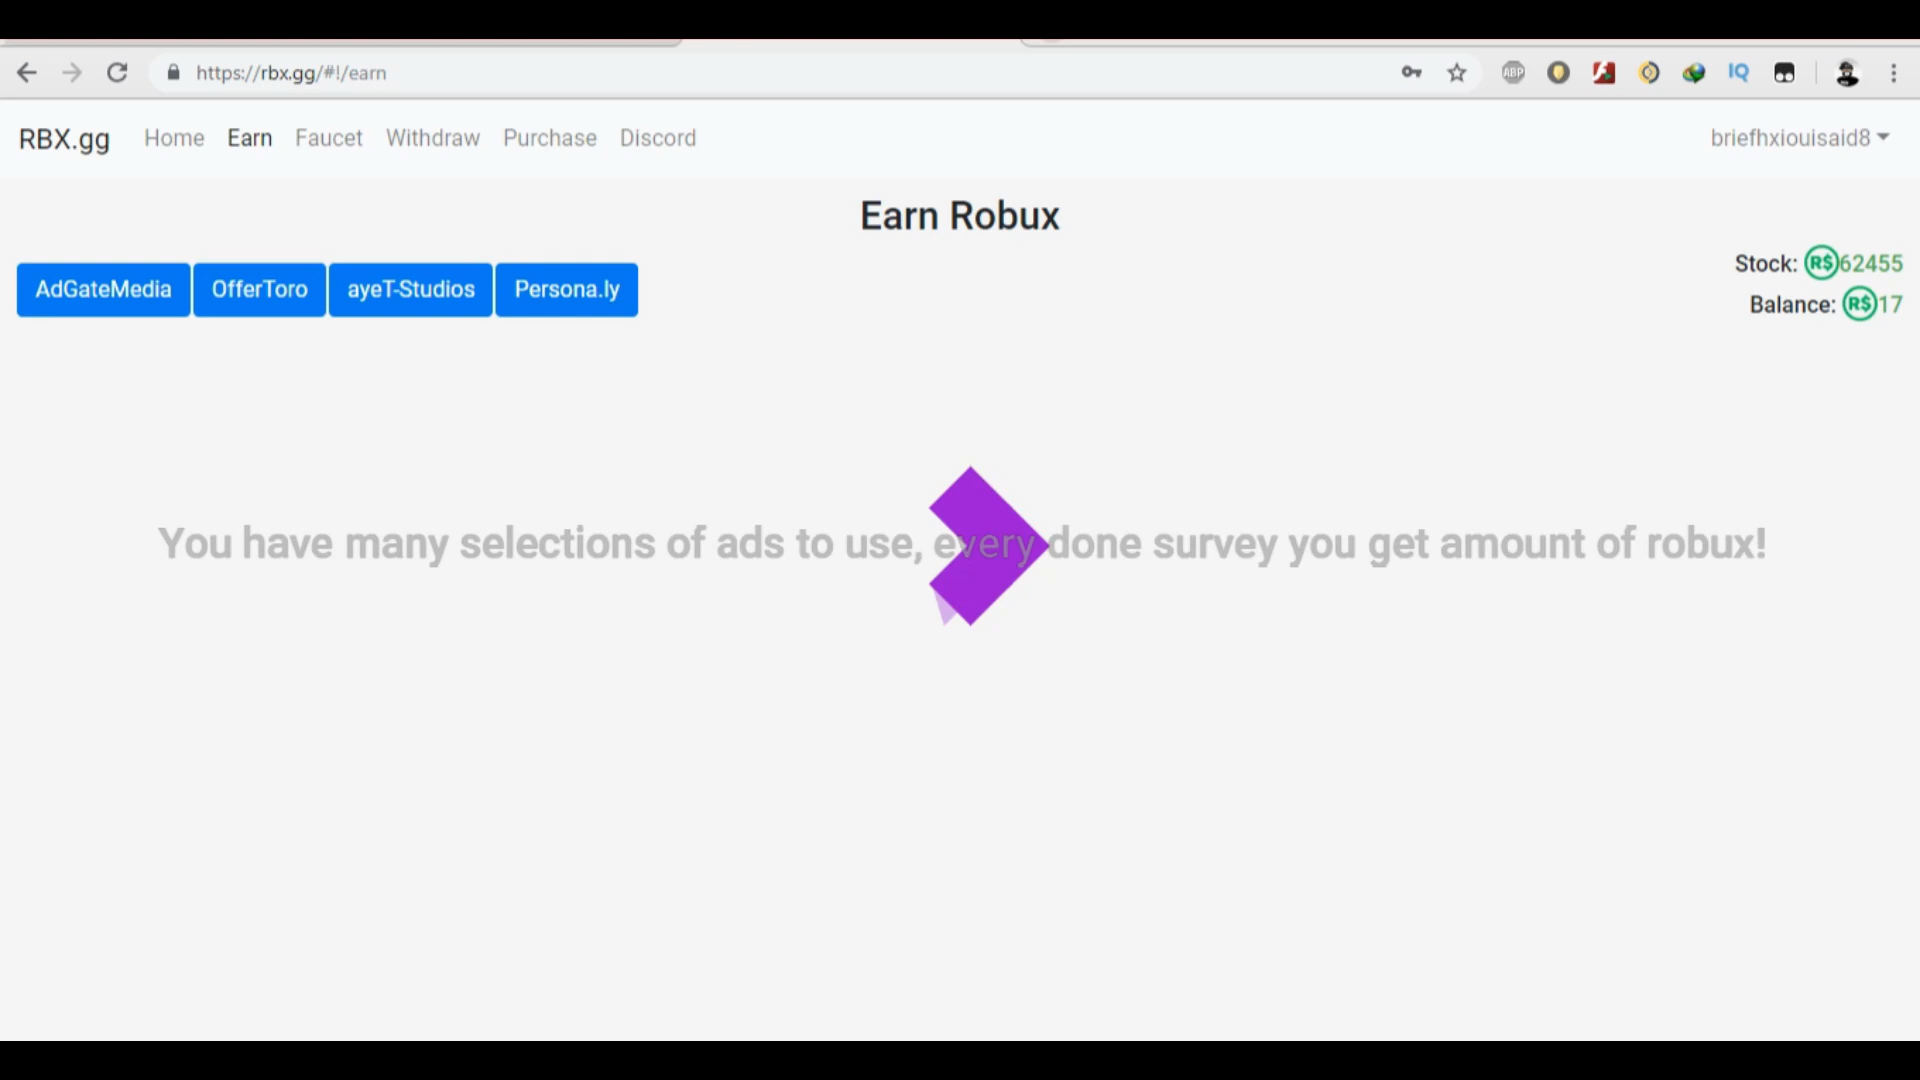 https://rbx.gg/#!/earn
ABP
IQ
RBX.gg Home Earn Faucet Withdraw Purchase Discord briefhxiouisaid8
Earn Robux
AdGateMedia OfferToro ayeT-Studios Persona.ly
Stock: R$62455
Balance: R$17
You have many selections of ads to use, every done survey you get amount of robux!